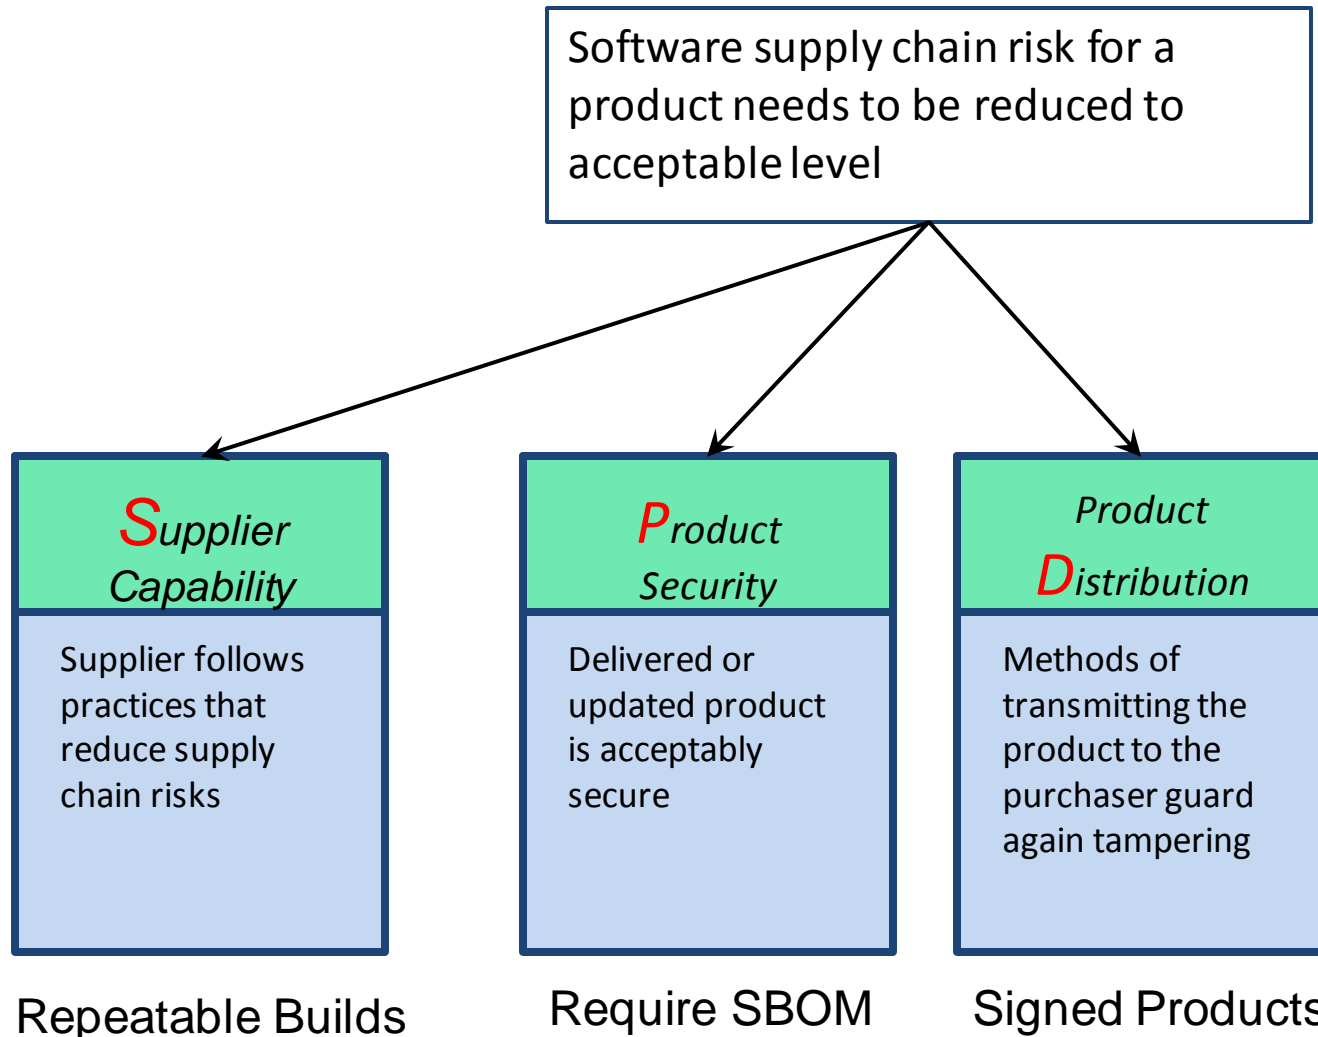 Software supply chain risk for a
product needs to be reduced to
acceptable level
Supplier
Capability
Supplier follows
practices that
reduce supply
chain risks
Repeatable Builds
Product
Security
Delivered or
updated product
is acceptably
secure
Require SBOM
Product
Distribution
Methods of
transmitting the
product to the
purchaser guard
again tampering
Signed Products